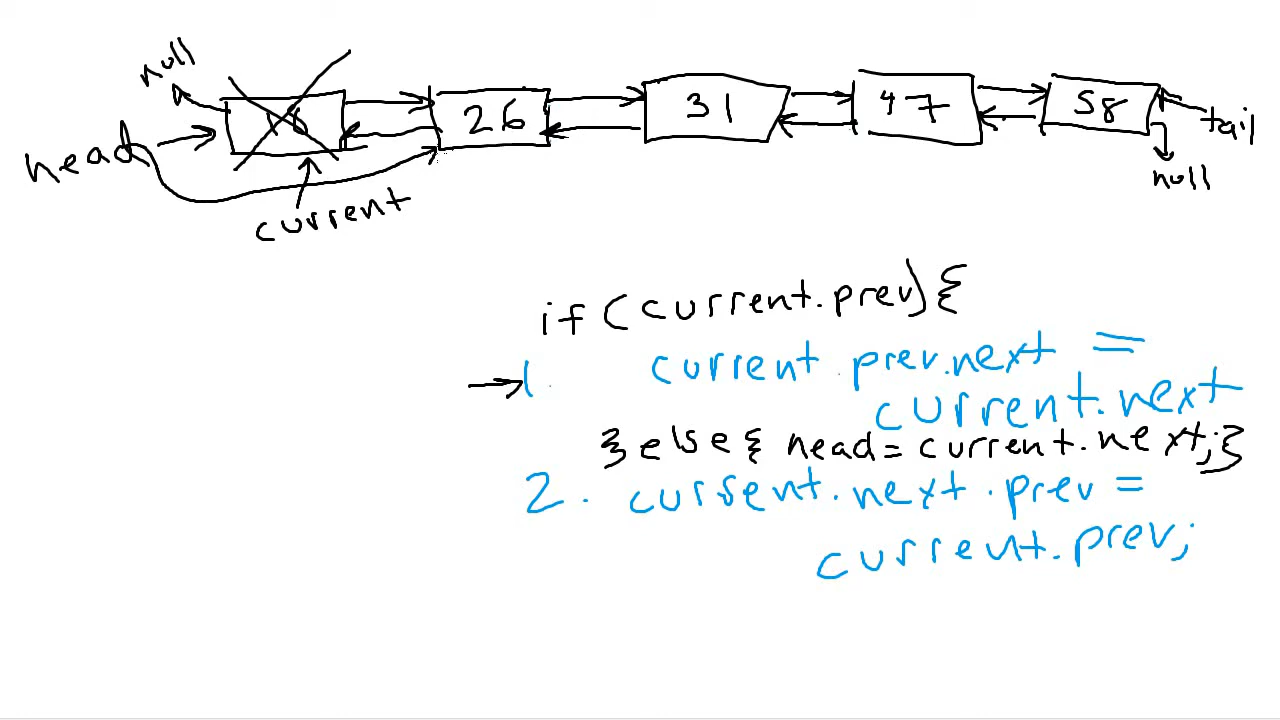 null
head
26
31
47
58
tail
null
current
if (current.prev) {
1. current.prev.next =
current.next
} else { head = current.next; }
2. current.next.prev =
current.prev;